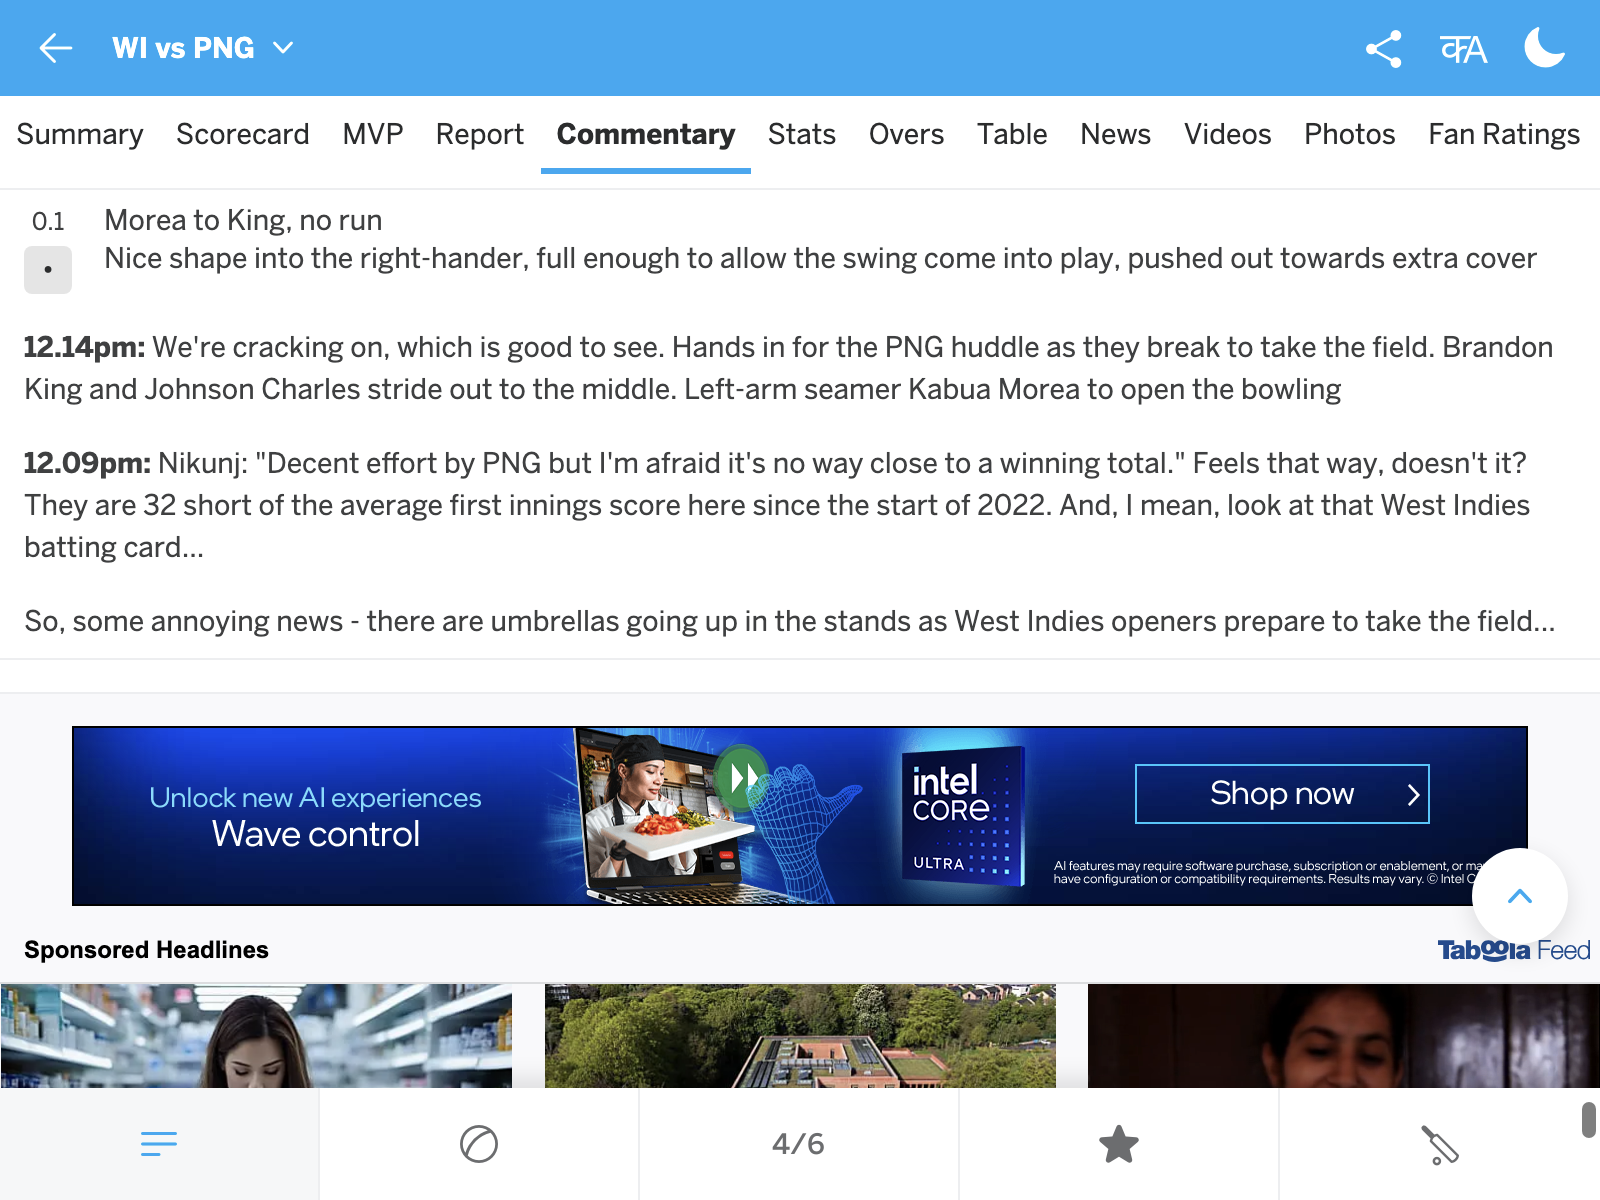 WI vs PNG
कA
Summary Scorecard MVP Report Commentary Stats Overs Table News Videos Photos Fan Ratings
0.1 Morea to King, no run
• Nice shape into the right-hander, full enough to allow the swing come into play, pushed out towards extra cover
12.14pm: We're cracking on, which is good to see. Hands in for the PNG huddle as they break to take the field. Brandon
King and Johnson Charles stride out to the middle. Left-arm seamer Kabua Morea to open the bowling
12.09pm: Nikunj: "Decent effort by PNG but I'm afraid it's no way close to a winning total." Feels that way, doesn't it?
They are 32 short of the average first innings score here since the start of 2022. And, I mean, look at that West Indies
batting card...
So, some annoying news - there are umbrellas going up in the stands as West Indies openers prepare to take the field...
Unlock new AI experiences
Wave control
intel
CORE
ULTRA
Shop now
AI features may require software purchase, subscription or enablement, or
have configuration or compatibility requirements. Results may vary. © Intel
Sponsored Headlines
Taboola Feed
4/6